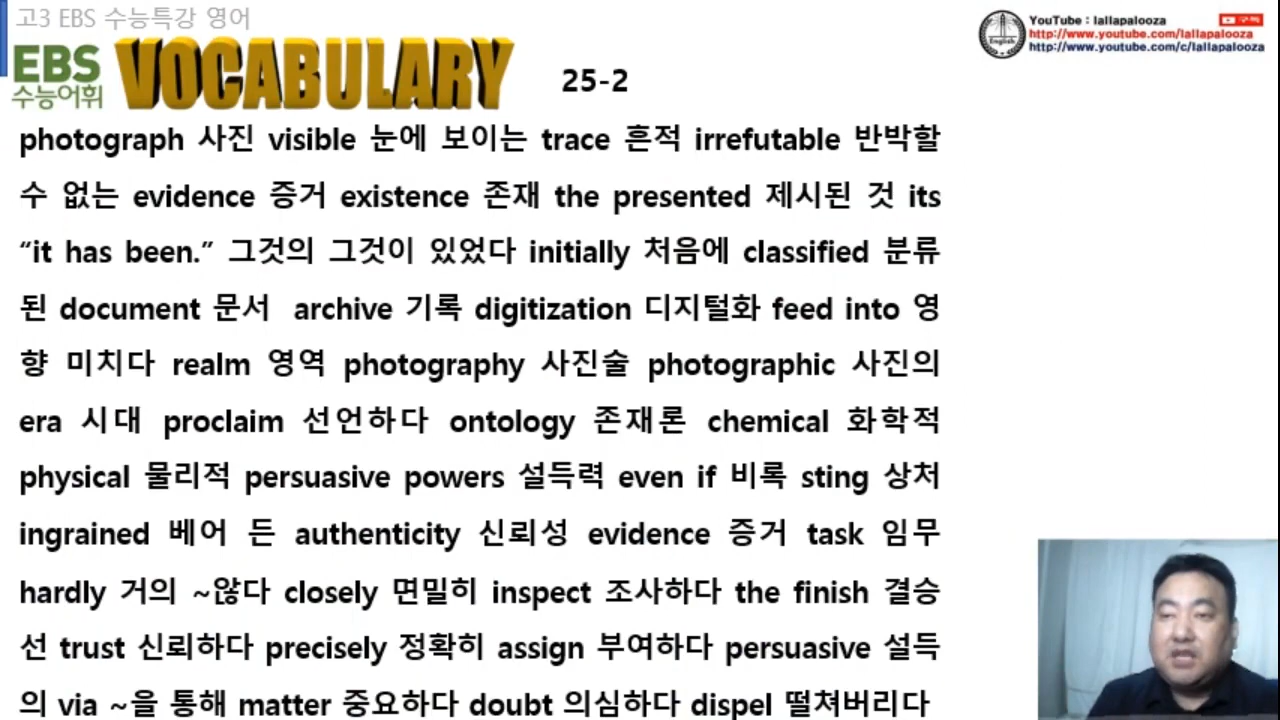 고3 EBS 수능특강 영어
EBS
수능어휘
VOCABULARY
25-2
English
YouTube : lallapalooza
구독
http://www.youtube.com/lallapalooza
http://www.youtube.com/c/lallapalooza
photograph 사진 visible 눈에 보이는 trace 흔적 irrefutable 반박할
수 없는 evidence 증거 existence 존재 the presented 제시된 것 its
“it has been.” 그것의 그것이 있었다 initially 처음에 classified 분류
된 document 문서 archive 기록 digitization 디지털화 feed into 영
향 미치다 realm 영역 photography 사진술 photographic 사진의
era 시대 proclaim 선언하다 ontology 존재론 chemical 화학적
physical 물리적 persuasive powers 설득력 even if 비록 sting 상처
ingrained 베어 든 authenticity 신뢰성 evidence 증거 task 임무
hardly 거의 ~않다 closely 면밀히 inspect 조사하다 the finish 결승
선 trust 신뢰하다 precisely 정확히 assign 부여하다 persuasive 설득
의 via ~을 통해 matter 중요하다 doubt 의심하다 dispel 떨쳐버리다